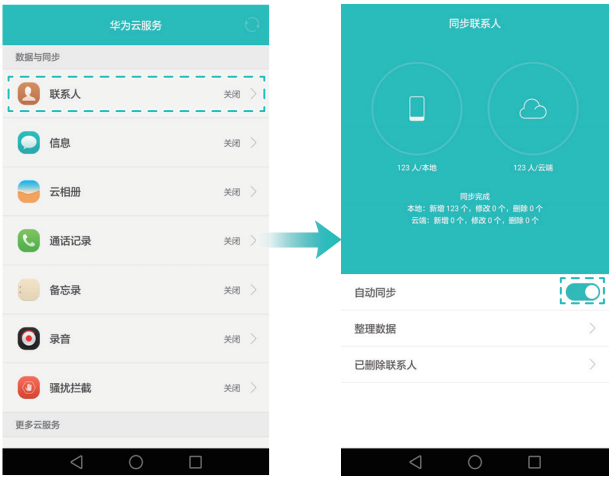 华为云服务
数据与同步
联系人 关闭
信息 关闭
云相册 关闭
通话记录 关闭
备忘录 关闭
录音 关闭
骚扰拦截 关闭
更多云服务
同步联系人
123 人/本地 123 人/云端
同步完成
本地：新增 123 个，修改 0 个，删除 0 个
云端：新增 0 个，修改 0 个，删除 0 个
自动同步
整理数据
已删除联系人